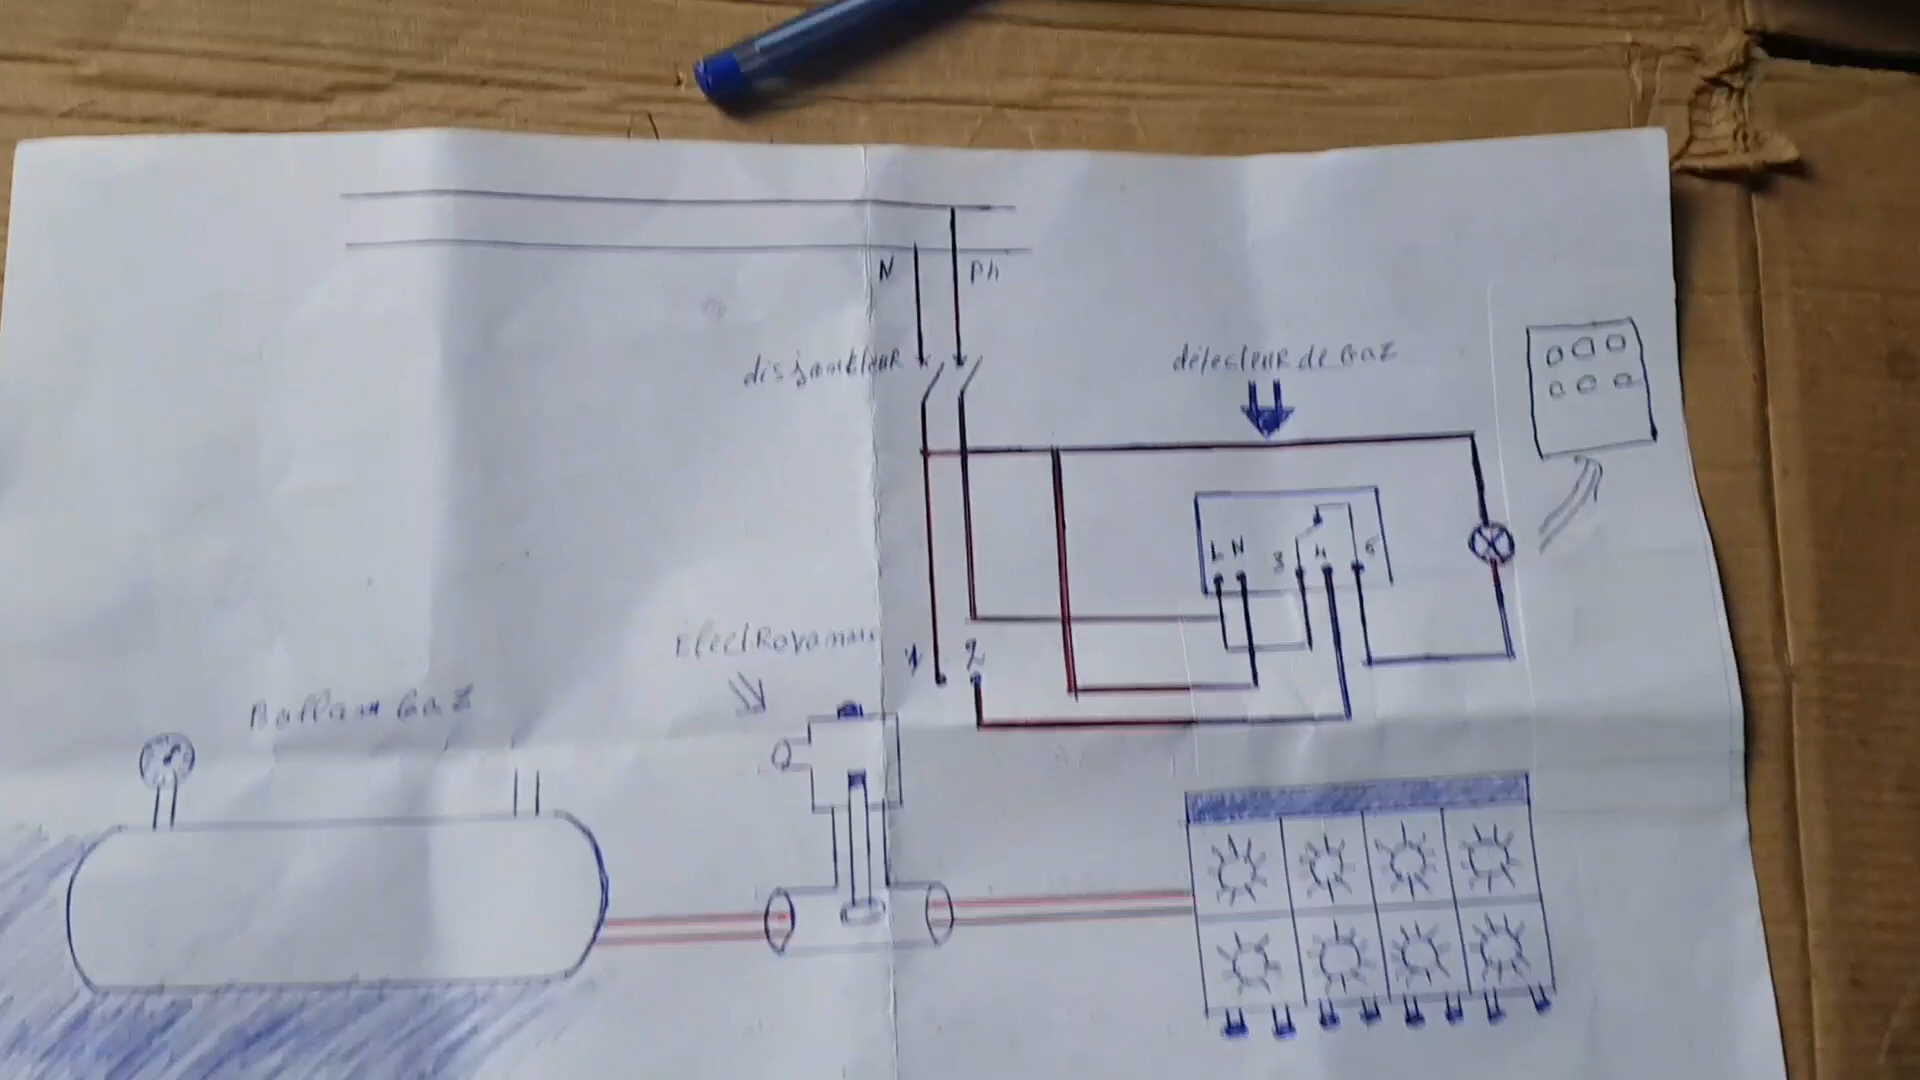 N
Ph
disjoncteur
détecteur de Gaz
L N 3 4 5
Electrovanne
1 2
Ballon Gaz